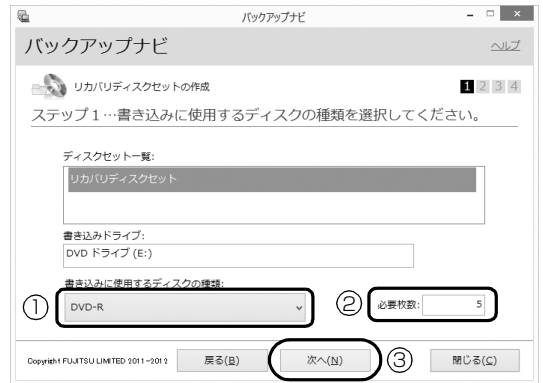 バックアップナビ
バックアップナビ
ヘルプ
リカバリディスクセットの作成
1 2 3 4
ステップ1…書き込みに使用するディスクの種類を選択してください。
ディスクセット一覧:
リカバリディスクセット
書き込みドライブ:
DVD ドライブ (E:)
書き込みに使用するディスクの種類:
① DVD-R
② 必要枚数: 5
Copyright FUJITSU LIMITED 2011-2012
戻る(B)
次へ(N) ③
閉じる(C)